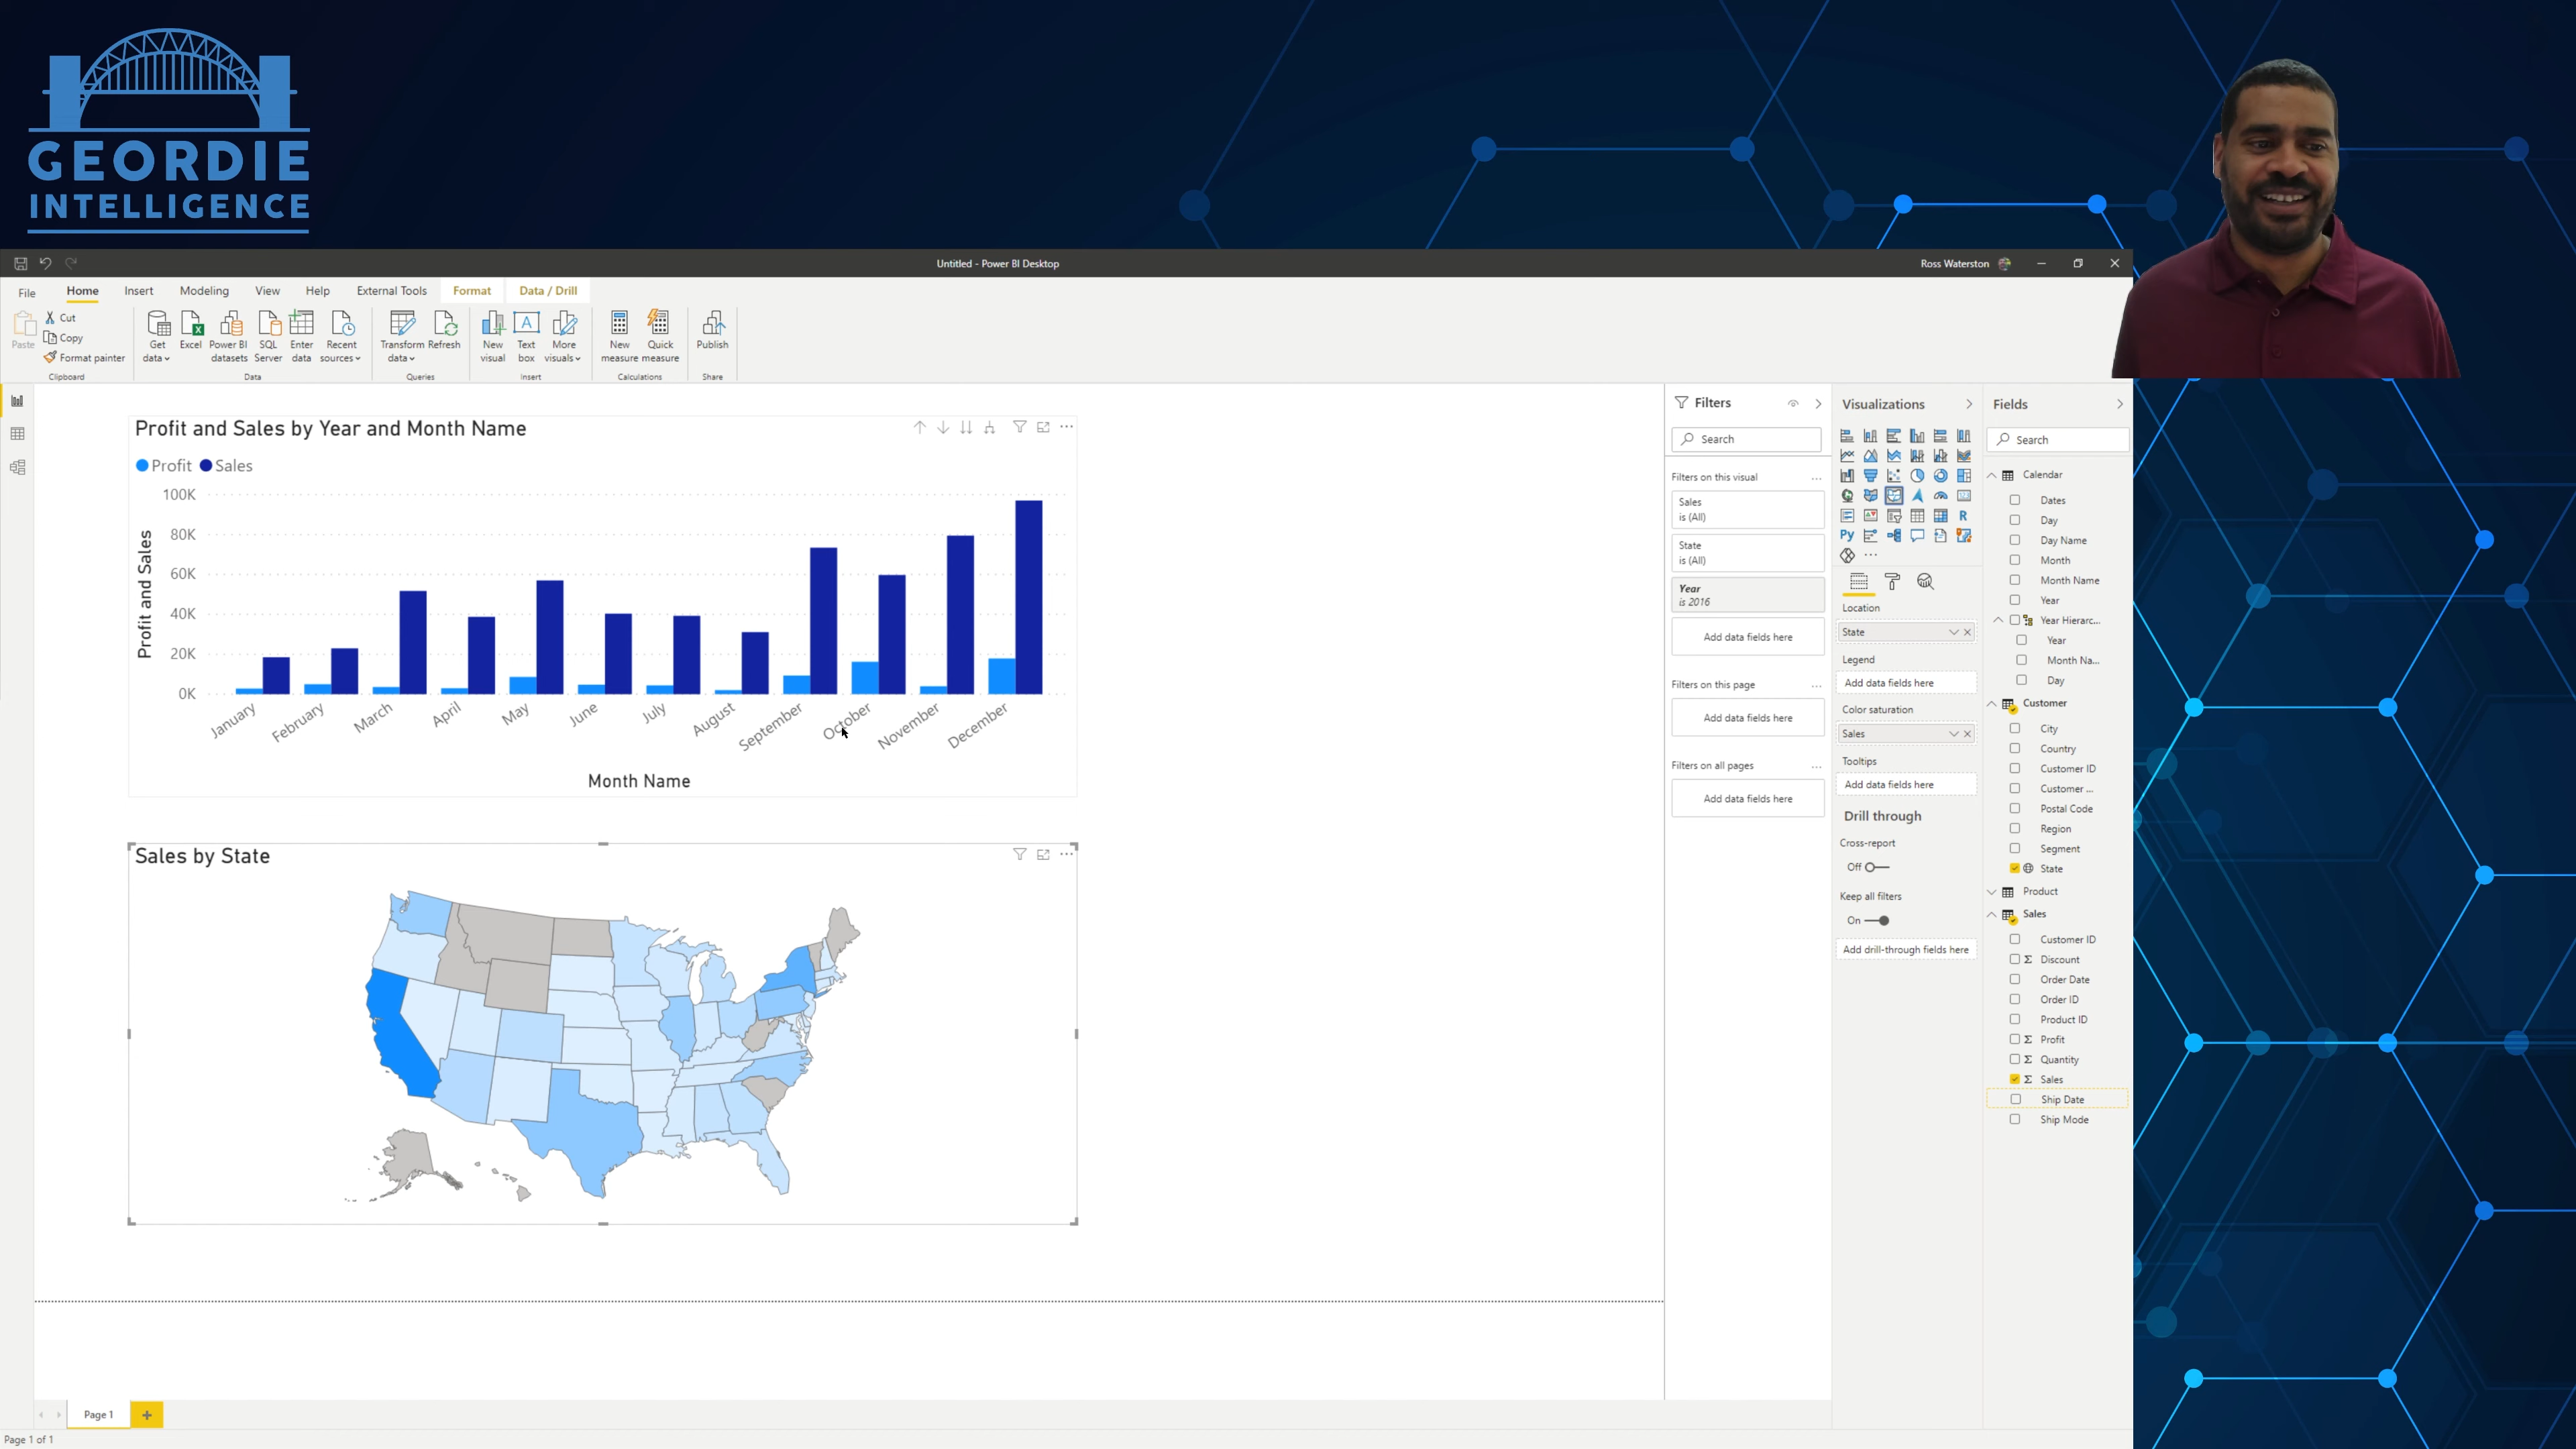 GEORDIE
INTELLIGENCE
Untitled - Power BI Desktop
Ross Waterston
File Home Insert Modeling View Help External Tools Format Data / Drill
Paste
Cut
Copy
Format painter
Clipboard
Get data
Excel
Power BI datasets
SQL Server
Enter data
Recent sources
Data
Transform data
Refresh
Queries
New visual
Text box
More visuals
Insert
New measure
Quick measure
Calculations
Publish
Share
Profit and Sales by Year and Month Name
Profit Sales
Profit and Sales
100K
80K
60K
40K
20K
0K
January February March April May June July August September October November December
Month Name
Sales by State
Filters
Search
Filters on this visual
Sales
is (All)
State
is (All)
Year
is 2016
Add data fields here
Filters on this page
Add data fields here
Filters on all pages
Add data fields here
Visualizations
R
Py
Location
State
Legend
Add data fields here
Color saturation
Sales
Tooltips
Add data fields here
Drill through
Cross-report
Off
Keep all filters
On
Add drill-through fields here
Fields
Search
Calendar
Dates
Day
Day Name
Month
Month Name
Year
Year Hierarc...
Year
Month Na...
Day
Customer
City
Country
Customer ID
Customer ...
Postal Code
Region
Segment
State
Product
Sales
Customer ID
Σ Discount
Order Date
Order ID
Product ID
Σ Profit
Σ Quantity
Σ Sales
Ship Date
Ship Mode
Page 1
Page 1 of 1